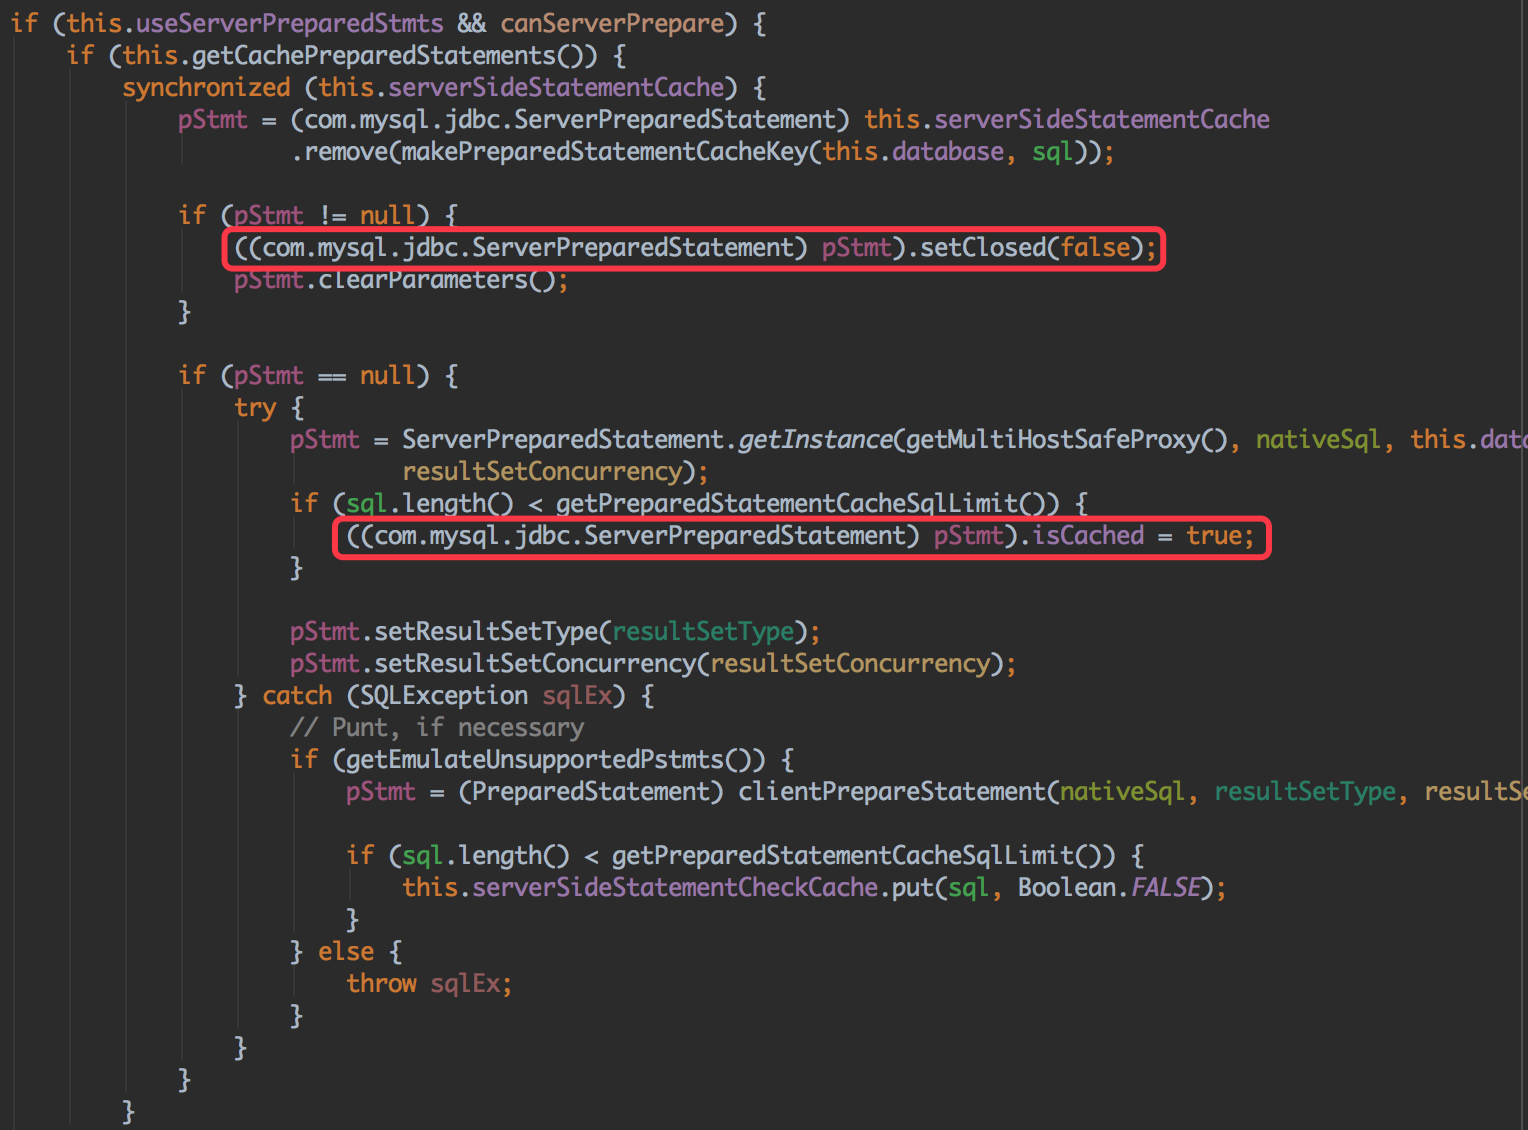 if (this.useServerPreparedStmts && canServerPrepare) {
if (this.getCachePreparedStatements()) {
synchronized (this.serverSideStatementCache) {
pStmt = (com.mysql.jdbc.ServerPreparedStatement) this.serverSideStatementCache
.remove(makePreparedStatementCacheKey(this.database, sql));
if (pStmt != null) {
((com.mysql.jdbc.ServerPreparedStatement) pStmt).setClosed(false);
pStmt.clearParameters();
}
if (pStmt == null) {
try {
pStmt = ServerPreparedStatement.getInstance(getMultiHostSafeProxy(), nativeSql, this.data
resultSetConcurrency);
if (sql.length() < getPreparedStatementCacheSqlLimit()) {
((com.mysql.jdbc.ServerPreparedStatement) pStmt).isCached = true;
}
pStmt.setResultSetType(resultSetType);
pStmt.setResultSetConcurrency(resultSetConcurrency);
} catch (SQLException sqlEx) {
// Punt, if necessary
if (getEmulateUnsupportedPstmts()) {
pStmt = (PreparedStatement) clientPrepareStatement(nativeSql, resultSetType, resultSe
if (sql.length() < getPreparedStatementCacheSqlLimit()) {
this.serverSideStatementCheckCache.put(sql, Boolean.FALSE);
}
} else {
throw sqlEx;
}
}
}
}